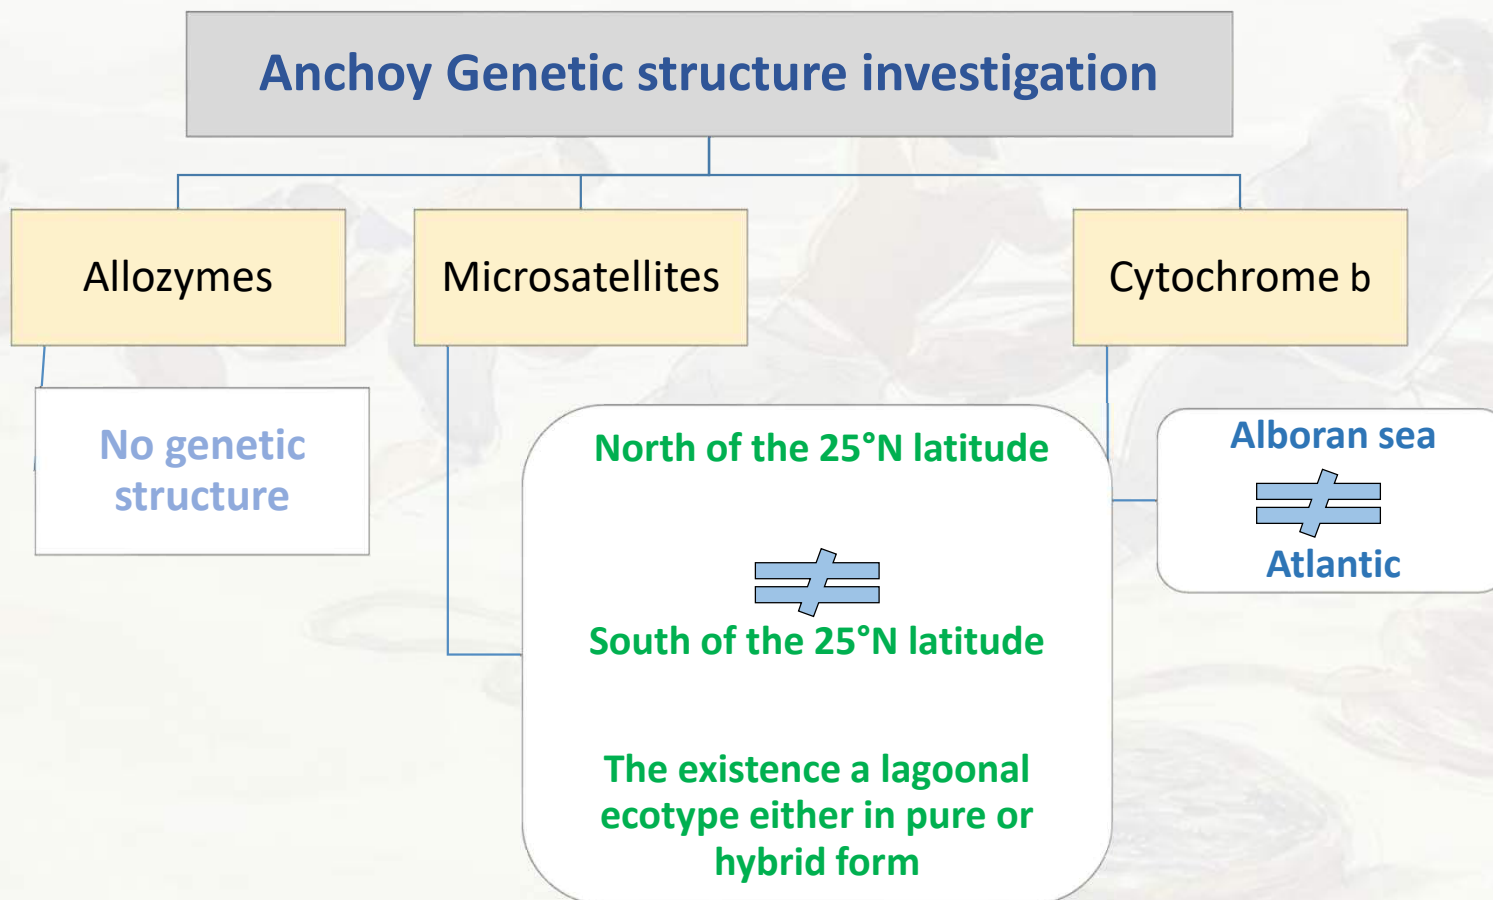 Anchoy Genetic structure investigation
Allozymes
No genetic
structure
Microsatellites
North of the 25°N latitude
South of the 25°N latitude
The existence a lagoonal
ecotype either in pure or
hybrid form
Cytochrome b
Alboran sea
Atlantic